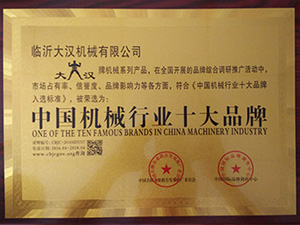 临沂大汉机械有限公司
大汉 牌机械系列产品，在全国开展的品牌综合调研推广活动中，
市场占有率、信誉度、品牌影响力等各方面，符合《中国机械行业十大品牌
入选标准》，被荣选为：
中国机械行业十大品牌
ONE OF THE TEN FAMOUS BRANDS IN CHINA MACHINERY INDUSTRY